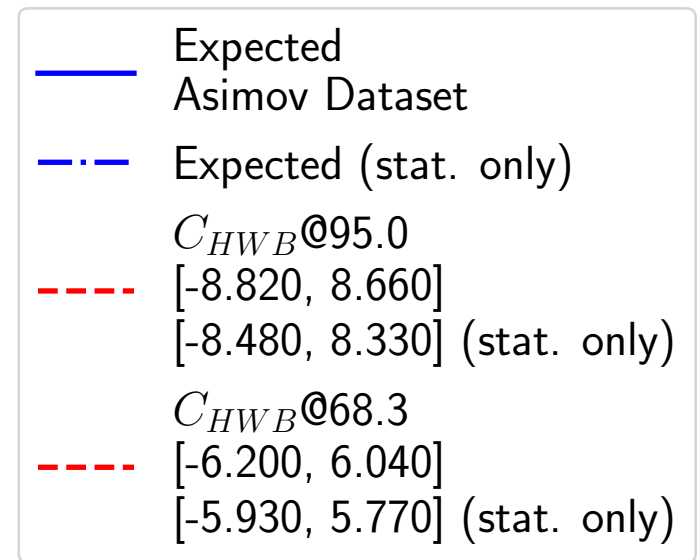 Expected
Asimov Dataset
Expected (stat. only)
C_{HWB}@95.0
[-8.820, 8.660]
[-8.480, 8.330] (stat. only)
C_{HWB}@68.3
[-6.200, 6.040]
[-5.930, 5.770] (stat. only)